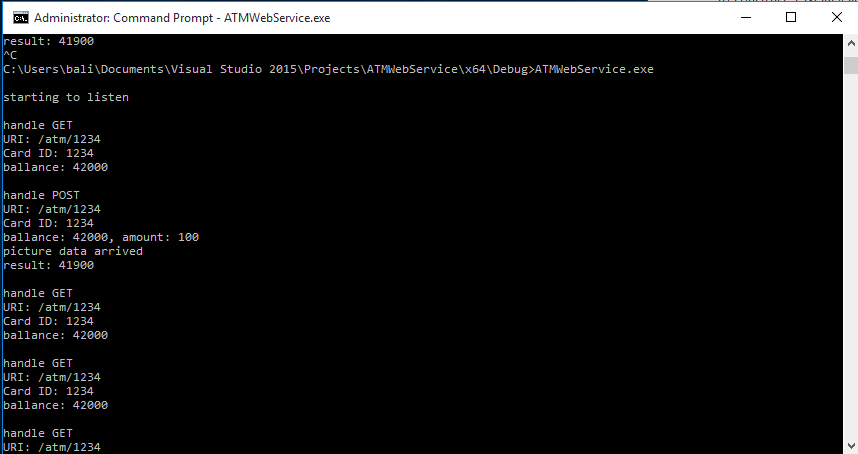 Administrator: Command Prompt - ATMWebService.exe
result: 41900
^C
C:\Users\bali\Documents\Visual Studio 2015\Projects\ATMWebService\x64\Debug>ATMWebService.exe
starting to listen
handle GET
URI: /atm/1234
Card ID: 1234
ballance: 42000
handle POST
URI: /atm/1234
Card ID: 1234
ballance: 42000, amount: 100
picture data arrived
result: 41900
handle GET
URI: /atm/1234
Card ID: 1234
ballance: 42000
handle GET
URI: /atm/1234
Card ID: 1234
ballance: 42000
handle GET
URI: /atm/1234